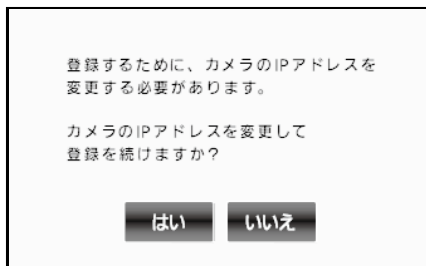 登録するために、カメラのIPアドレスを
変更する必要があります。
カメラのIPアドレスを変更して
登録を続けますか？
はい いいえ